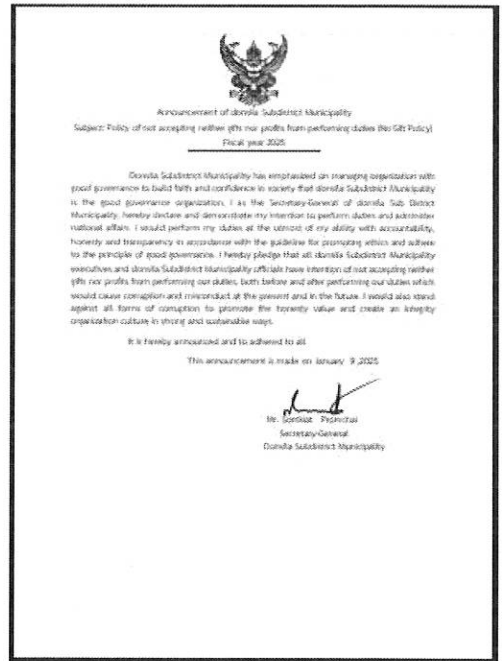 Announcement of donsila Subdistrict Municipality
Subject: Policy of not accepting neither gifts nor profits from performing duties (No Gift Policy)
Fiscal year 2025
Donsila Subdistrict Municipality has emphasized on managing organization with
good governance to build faith and confidence in society that donsila Subdistrict Municipality
is the good governance organization. I as the Secretary-General of donsila Sub District
Municipality, hereby declare and demonstrate my intention to perform duties and administer
national affairs. I would perform my duties at the utmost of my ability with accountability,
honesty and transparency in accordance with the guideline for promoting ethics and adhere
to the principle of good governance. I hereby pledge that all donsila Subdistrict Municipality
executives and donsila Subdistrict Municipality officials have intention of not accepting neither
gifts nor profits from performing our duties, both before and after performing our duties which
would cause corruption and misconduct at the present and in the future. I would also stand
against all forms of corruption to promote the honesty value and create an integrity
organization culture in strong and sustainable ways.
It is hereby announced and to adhered to all
This announcement is made on January 9 ,2025
Mr.
Secretary-General
Donsila Subdistrict Municipality